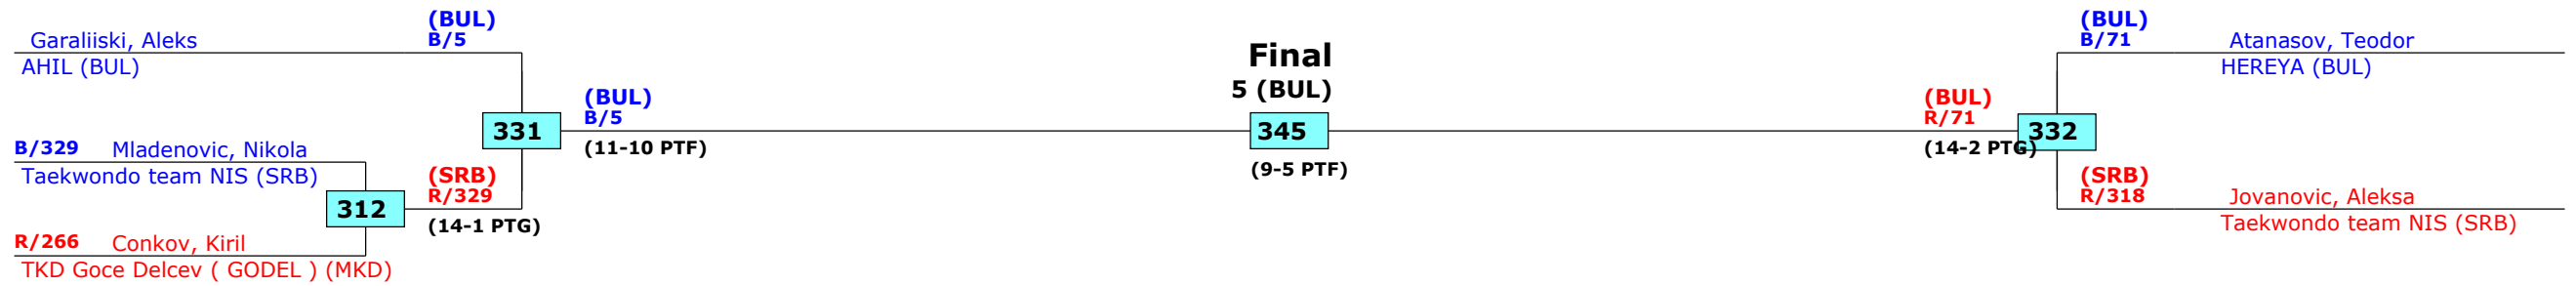 (BUL)
B/5
Garaliiski, Aleks
AHIL (BUL)
331
(BUL)
B/5
(11-10 PTF)
B/329 Mladenovic, Nikola
Taekwondo team NIS (SRB)
312
(SRB)
R/329
(14-1 PTG)
R/266 Conkov, Kiril
TKD Goce Delcev ( GODEL ) (MKD)
Final
5 (BUL)
345
(9-5 PTF)
(BUL)
B/71
Atanasov, Teodor
HEREYA (BUL)
(BUL)
R/71
(14-2 PTG)
332
(SRB)
R/318
Jovanovic, Aleksa
Taekwondo team NIS (SRB)